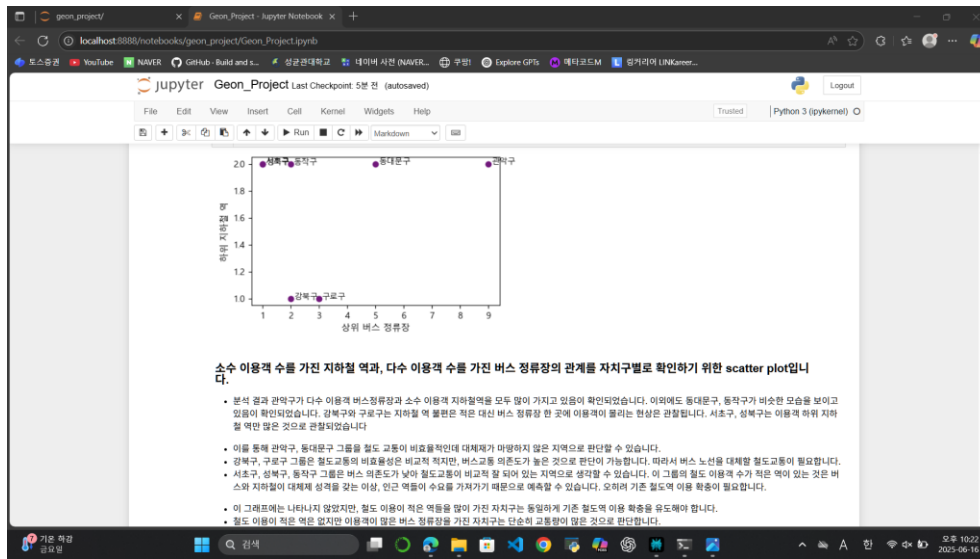 geon_project/
Geon_Project - Jupyter Notebook
localhost:8888/notebooks/geon_project/Geon_Project.ipynb
토스증권 YouTube NAVER GitHub - Build and s... 성균관대학교 네이버 사전 (NAVER... 쿠팡! Explore GPTs 메타코드M 링커리어 LINKareer...
jupyter Geon_Project Last Checkpoint: 5분 전 (autosaved) Logout
File Edit View Insert Cell Kernel Widgets Help Trusted Python 3 (ipykernel)
Run Markdown
2.0 성북구 동작구 동대문구 관악구
1.8
1.6
1.4
1.2
1.0 강북구 구로구
하위 지하철 역
1 2 3 4 5 6 7 8 9
상위 버스 정류장
소수 이용객 수를 가진 지하철 역과, 다수 이용객 수를 가진 버스 정류장의 관계를 자치구별로 확인하기 위한 scatter plot입니
다.
• 분석 결과 관악구가 다수 이용객 버스정류장과 소수 이용객 지하철역을 모두 많이 가지고 있음이 확인되었습니다. 이외에도 동대문구, 동작구가 비슷한 모습을 보이고
있음이 확인되었습니다. 강북구와 구로구는 지하철 역 불편은 적은 대신 버스 정류장 한 곳에 이용객이 몰리는 현상은 관찰됩니다. 서초구, 성북구는 이용객 하위 지하
철 역만 많은 것으로 관찰되었습니다
• 이를 통해 관악구, 동대문구 그룹을 철도 교통이 비효율적인데 대체재가 마땅하지 않은 지역으로 판단할 수 있습니다.
• 강북구, 구로구 그룹은 철도교통의 비효율성은 비교적 적지만, 버스교통 의존도가 높은 것으로 판단이 가능합니다. 따라서 버스 노선을 대체할 철도교통이 필요합니다.
• 서초구, 성북구, 동작구 그룹은 버스 의존도가 낮아 철도교통이 비교적 잘 되어 있는 지역으로 생각할 수 있습니다. 이 그룹의 철도 이용객 수가 적은 역이 있는 것은 버
스와 지하철이 대체제 성격을 갖는 이상, 인근 역들이 수요를 가져가기 때문으로 예측할 수 있습니다. 오히려 기존 철도역 이용 확충이 필요합니다.
• 이 그래프에는 나타나지 않았지만, 철도 이용이 적은 역들을 많이 가진 자치구는 동일하게 기존 철도역 이용 확충을 유도해야 합니다.
• 철도 이용이 적은 역은 없지만 이용객이 많은 버스 정류장을 가진 자치구는 단순히 교통량이 많은 것으로 판단합니다.
기온 하강
금요일
검색
A 한
오후 10:22